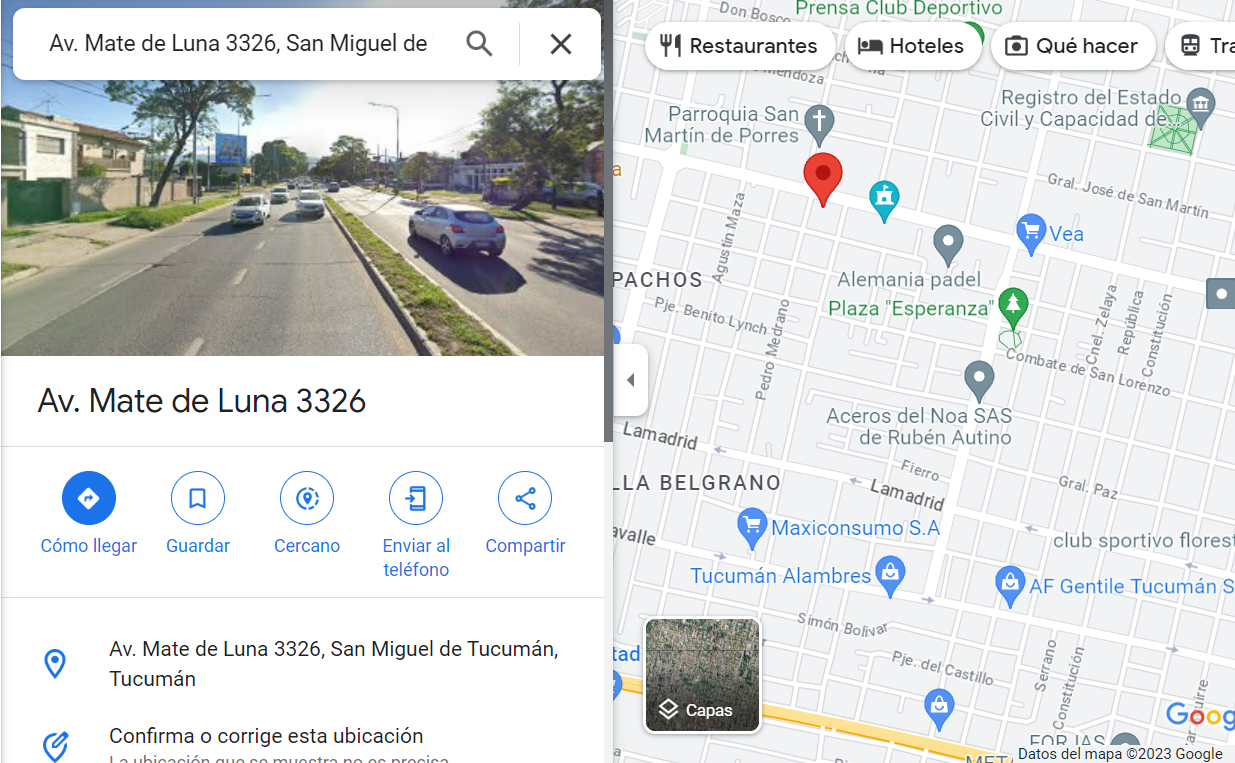 Av. Mate de Luna 3326, San Miguel de
Av. Mate de Luna 3326
Cómo llegar
Guardar
Cercano
Enviar al
teléfono
Compartir
Av. Mate de Luna 3326, San Miguel de Tucumán,
Tucumán
Confirma o corrige esta ubicación
La ubicación que se muestra no es precisa
Prensa Club Deportivo
Don Bosco
Restaurantes
Hoteles
Qué hacer
Tra
Mendoza
Parroquia San
Martín de Porres
Registro del Estado
Civil y Capacidad de...
Gral. José de San Martín
Agustín Maza
Vea
Alemania padel
PACHOS
Plaza "Esperanza"
Pje. Benito Lynch
Pedro Medrano
Cnel. Zelaya
República
Constitución
Combate de San Lorenzo
Aceros del Noa SAS
de Rubén Autino
Lamadrid
Fierro
LLA BELGRANO
Lamadrid
Gral. Paz
Maxiconsumo S.A
avalle
club sportivo florest
Tucumán Alambres
AF Gentile Tucumán S
Simón Bolivar
tad
Pje. del Castillo
Serrano
Constitución
uirre
Capas
Goog
FORJAS
META
Datos del mapa ©2023 Google